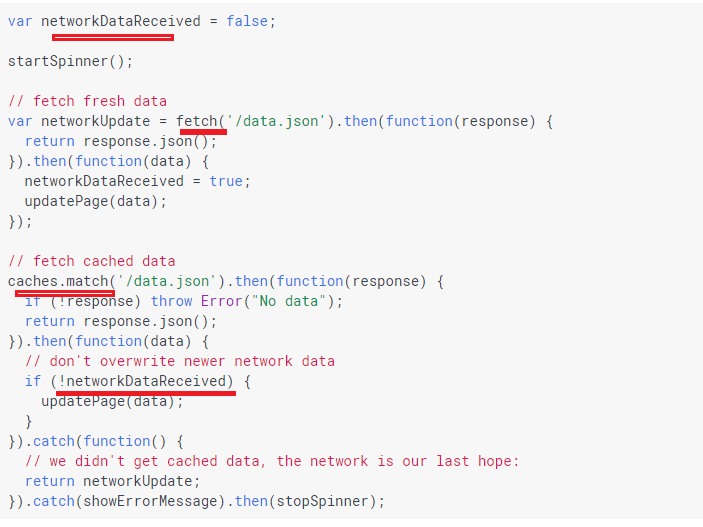 var networkDataReceived = false;
startSpinner();
// fetch fresh data
var networkUpdate = fetch('/data.json').then(function(response) {
  return response.json();
}).then(function(data) {
  networkDataReceived = true;
  updatePage(data);
});
// fetch cached data
caches.match('/data.json').then(function(response) {
  if (!response) throw Error("No data");
  return response.json();
}).then(function(data) {
  // don't overwrite newer network data
  if (!networkDataReceived) {
    updatePage(data);
  }
}).catch(function() {
  // we didn't get cached data, the network is our last hope:
  return networkUpdate;
}).catch(showErrorMessage).then(stopSpinner);